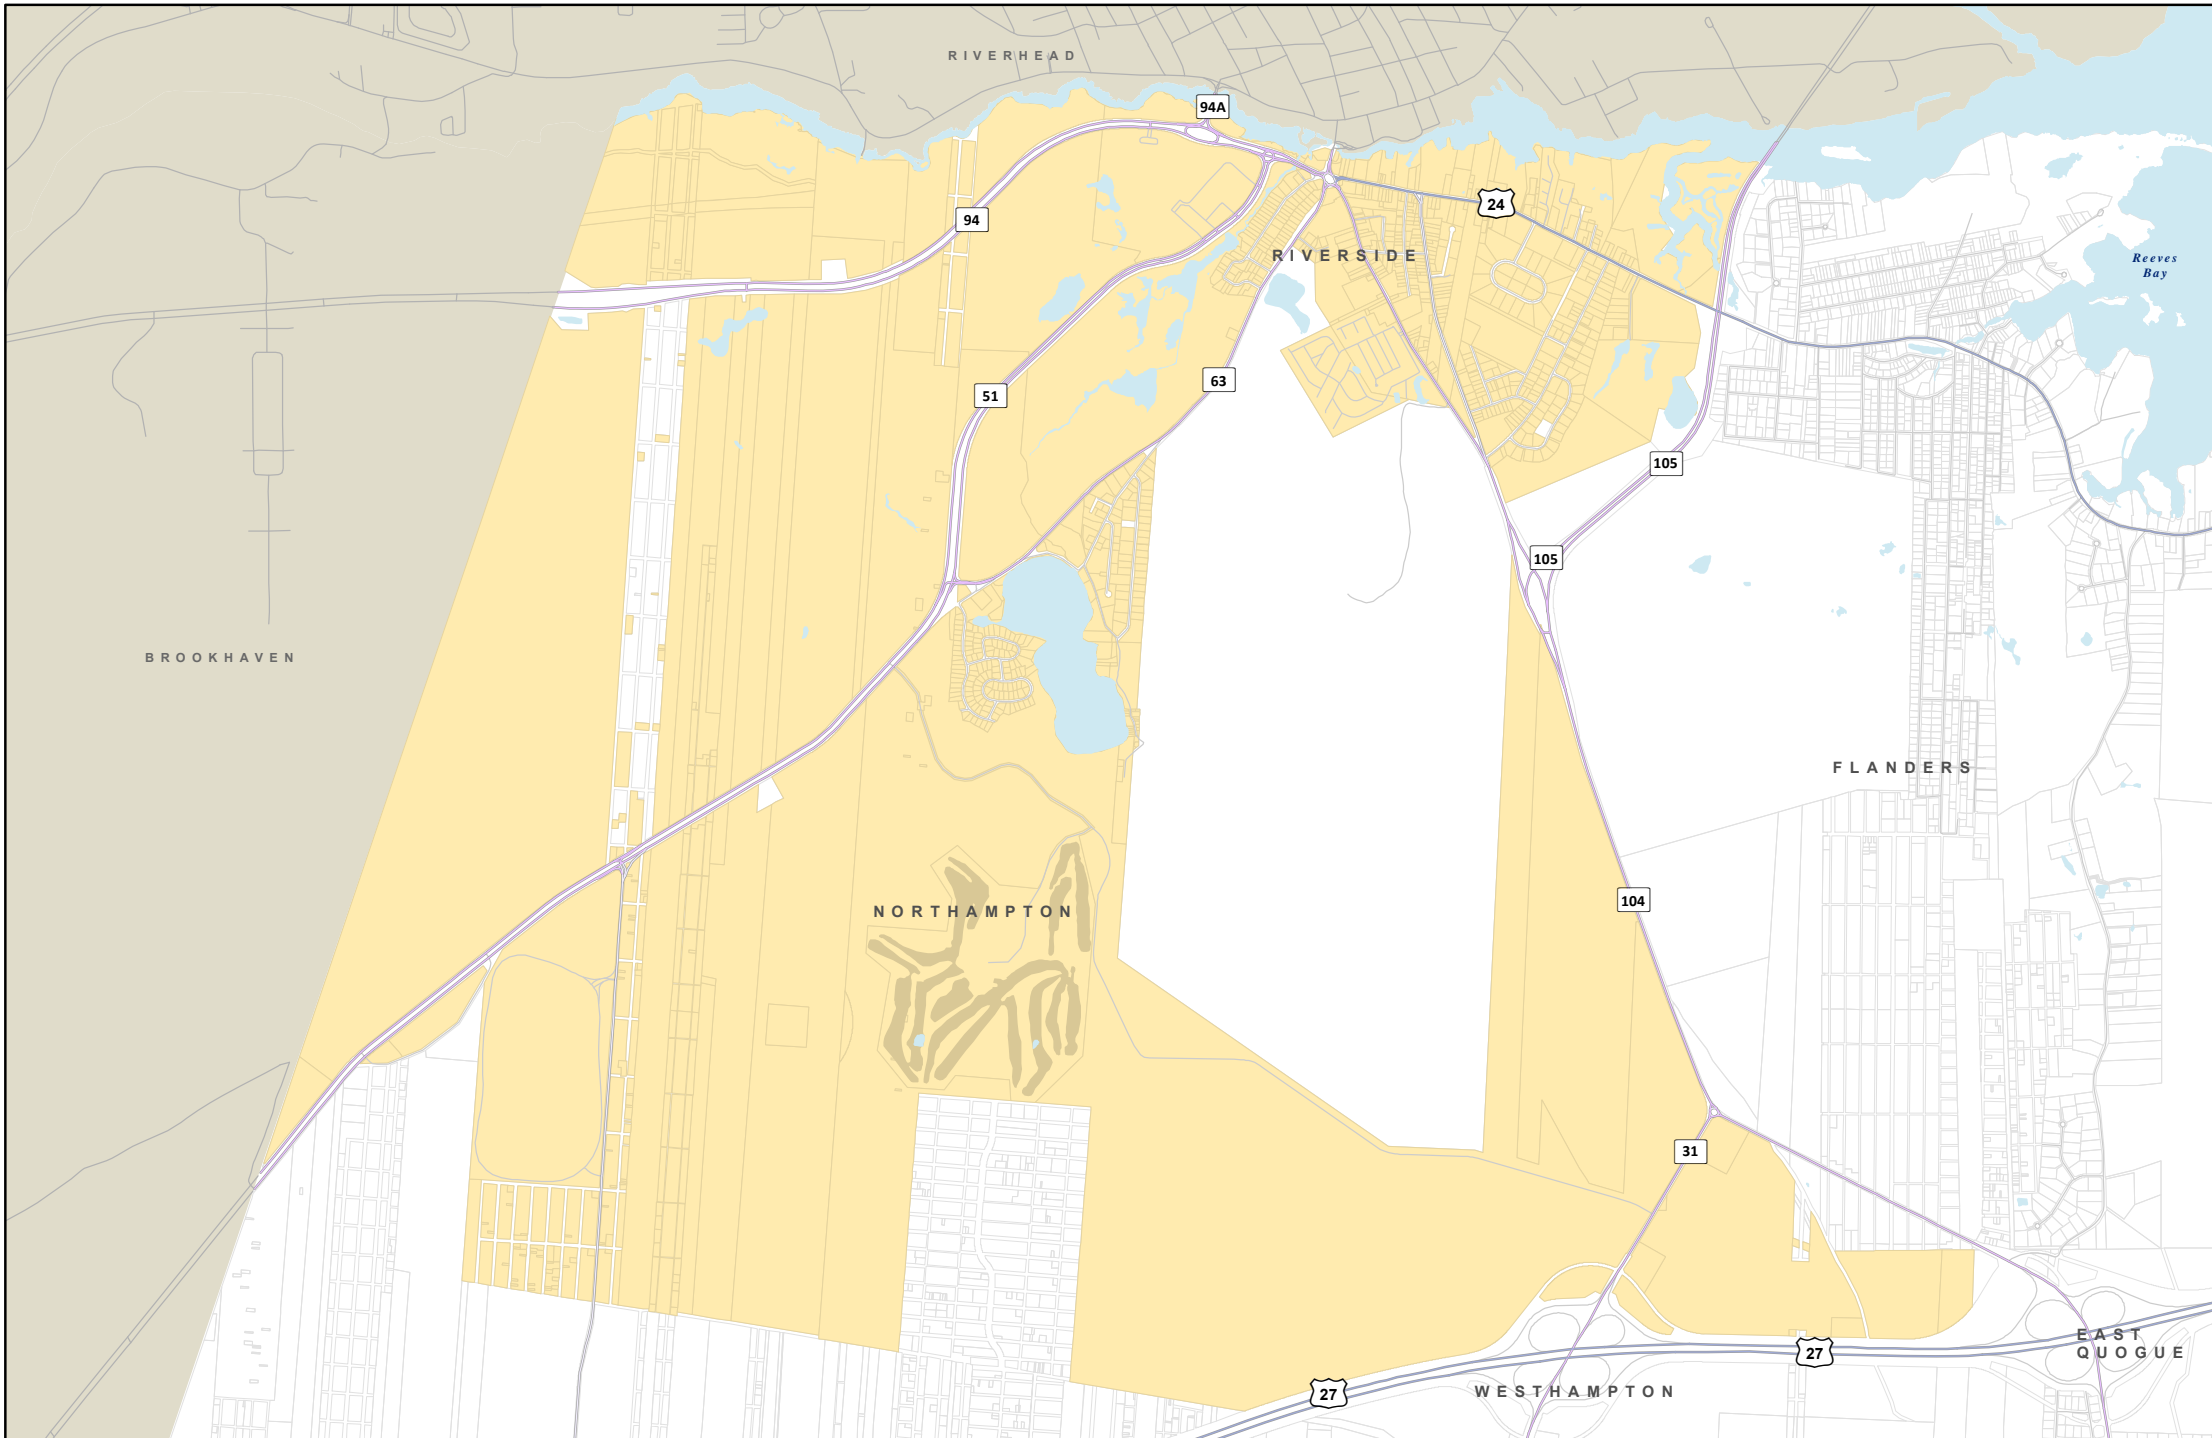 RIVERHEAD
94A
94
24
RIVERSIDE
Reeves
Bay
63
51
105
105
BROOKHAVEN
FLANDERS
104
NORTHAMPTON
31
EAST
QUOGUE
27
27
WESTHAMPTON